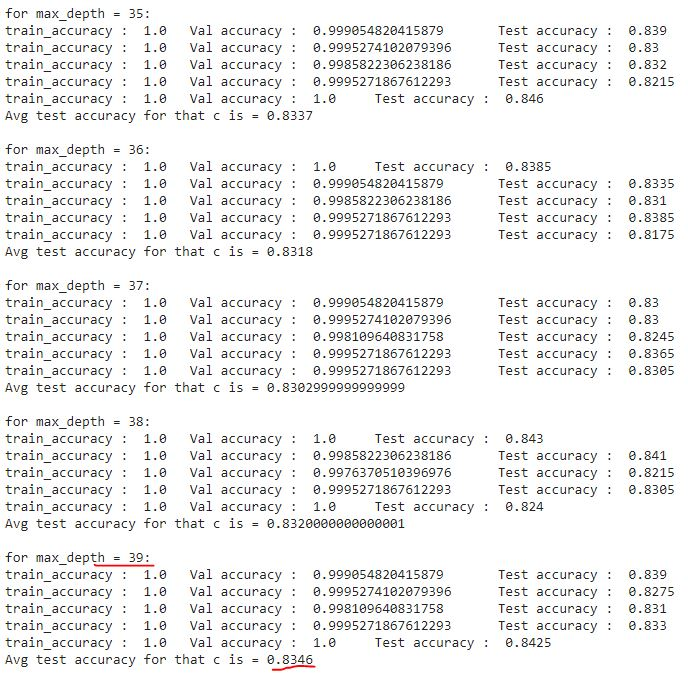 for max_depth = 35:
train_accuracy :  1.0   Val accuracy :  0.999054820415879       Test accuracy :  0.839
train_accuracy :  1.0   Val accuracy :  0.9995274102079396      Test accuracy :  0.83
train_accuracy :  1.0   Val accuracy :  0.9985822306238186      Test accuracy :  0.832
train_accuracy :  1.0   Val accuracy :  0.9995271867612293      Test accuracy :  0.8215
train_accuracy :  1.0   Val accuracy :  1.0     Test accuracy :  0.846
Avg test accuracy for that c is = 0.8337

for max_depth = 36:
train_accuracy :  1.0   Val accuracy :  1.0     Test accuracy :  0.8385
train_accuracy :  1.0   Val accuracy :  0.999054820415879       Test accuracy :  0.8335
train_accuracy :  1.0   Val accuracy :  0.9985822306238186      Test accuracy :  0.831
train_accuracy :  1.0   Val accuracy :  0.9995271867612293      Test accuracy :  0.8385
train_accuracy :  1.0   Val accuracy :  0.9995271867612293      Test accuracy :  0.8175
Avg test accuracy for that c is = 0.8318

for max_depth = 37:
train_accuracy :  1.0   Val accuracy :  0.999054820415879       Test accuracy :  0.83
train_accuracy :  1.0   Val accuracy :  0.9995274102079396      Test accuracy :  0.83
train_accuracy :  1.0   Val accuracy :  0.998109640831758       Test accuracy :  0.8245
train_accuracy :  1.0   Val accuracy :  0.9995271867612293      Test accuracy :  0.8365
train_accuracy :  1.0   Val accuracy :  0.9995271867612293      Test accuracy :  0.8305
Avg test accuracy for that c is = 0.8302999999999999

for max_depth = 38:
train_accuracy :  1.0   Val accuracy :  1.0     Test accuracy :  0.843
train_accuracy :  1.0   Val accuracy :  0.9985822306238186      Test accuracy :  0.841
train_accuracy :  1.0   Val accuracy :  0.9976370510396976      Test accuracy :  0.8215
train_accuracy :  1.0   Val accuracy :  0.9995271867612293      Test accuracy :  0.8305
train_accuracy :  1.0   Val accuracy :  1.0     Test accuracy :  0.824
Avg test accuracy for that c is = 0.8320000000000001

for max_depth = 39:
train_accuracy :  1.0   Val accuracy :  0.999054820415879       Test accuracy :  0.839
train_accuracy :  1.0   Val accuracy :  0.9995274102079396      Test accuracy :  0.8275
train_accuracy :  1.0   Val accuracy :  0.998109640831758       Test accuracy :  0.831
train_accuracy :  1.0   Val accuracy :  0.9995271867612293      Test accuracy :  0.833
train_accuracy :  1.0   Val accuracy :  1.0     Test accuracy :  0.8425
Avg test accuracy for that c is = 0.8346